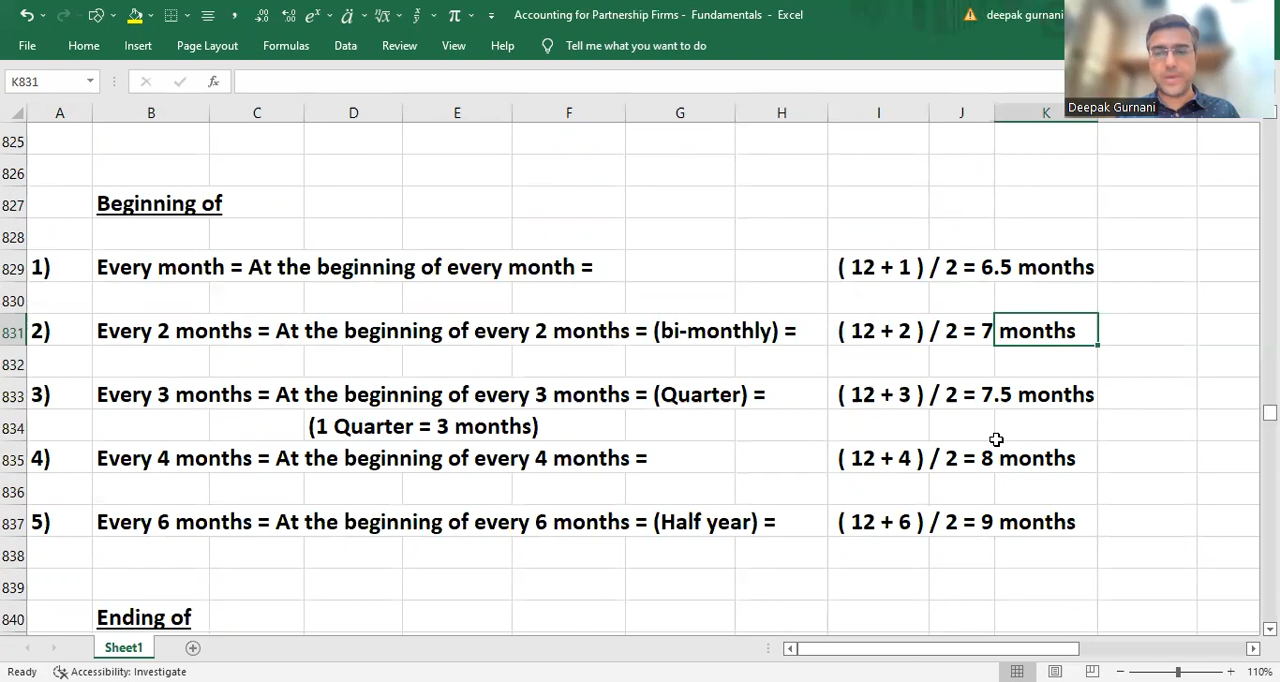 Accounting for Partnership Firms - Fundamentals - Excel
deepak gurnani
File Home Insert Page Layout Formulas Data Review View Help Tell me what you want to do
K831
fx
Deepak Gurnani
A B C D E F G H I J K
825
826
827 Beginning of
828
829 1) Every month = At the beginning of every month = ( 12 + 1 ) / 2 = 6.5 months
830
831 2) Every 2 months = At the beginning of every 2 months = (bi-monthly) = ( 12 + 2 ) / 2 = 7 months
832
833 3) Every 3 months = At the beginning of every 3 months = (Quarter) = ( 12 + 3 ) / 2 = 7.5 months
834 (1 Quarter = 3 months)
835 4) Every 4 months = At the beginning of every 4 months = ( 12 + 4 ) / 2 = 8 months
836
837 5) Every 6 months = At the beginning of every 6 months = (Half year) = ( 12 + 6 ) / 2 = 9 months
838
839
840 Ending of
Sheet1
Ready Accessibility: Investigate 110%